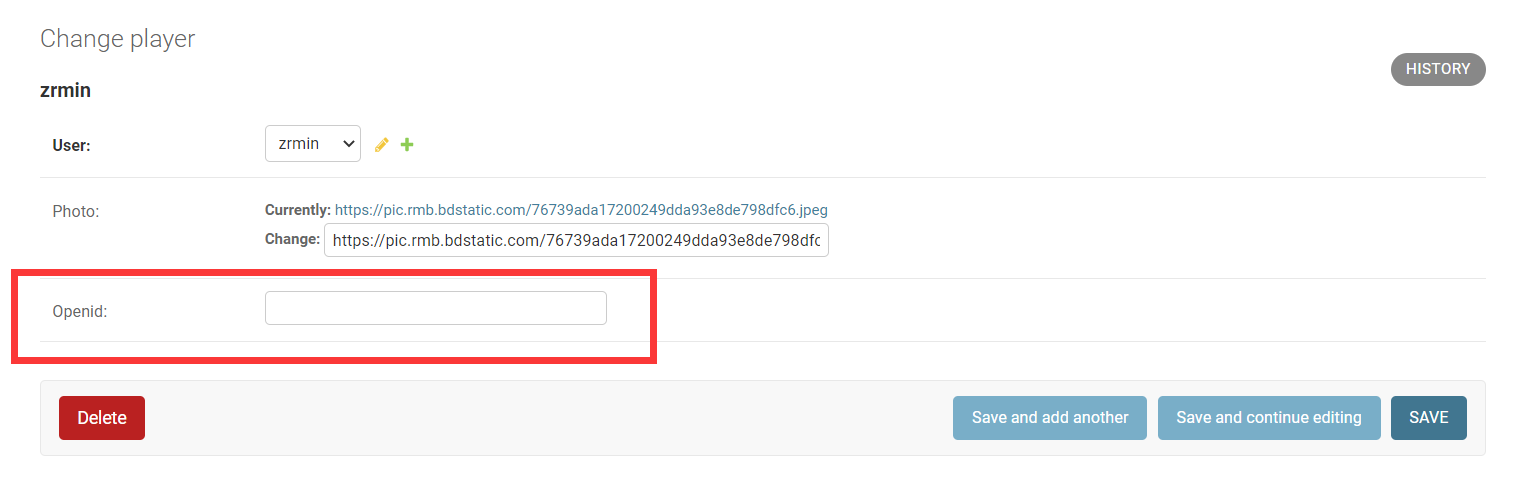 Change player
HISTORY
zrmin
User: zrmin
Photo: Currently: https://pic.rmb.bdstatic.com/76739ada17200249dda93e8de798dfc6.jpeg
Change: https://pic.rmb.bdstatic.com/76739ada17200249dda93e8de798dfc
Openid:
Delete Save and add another Save and continue editing SAVE